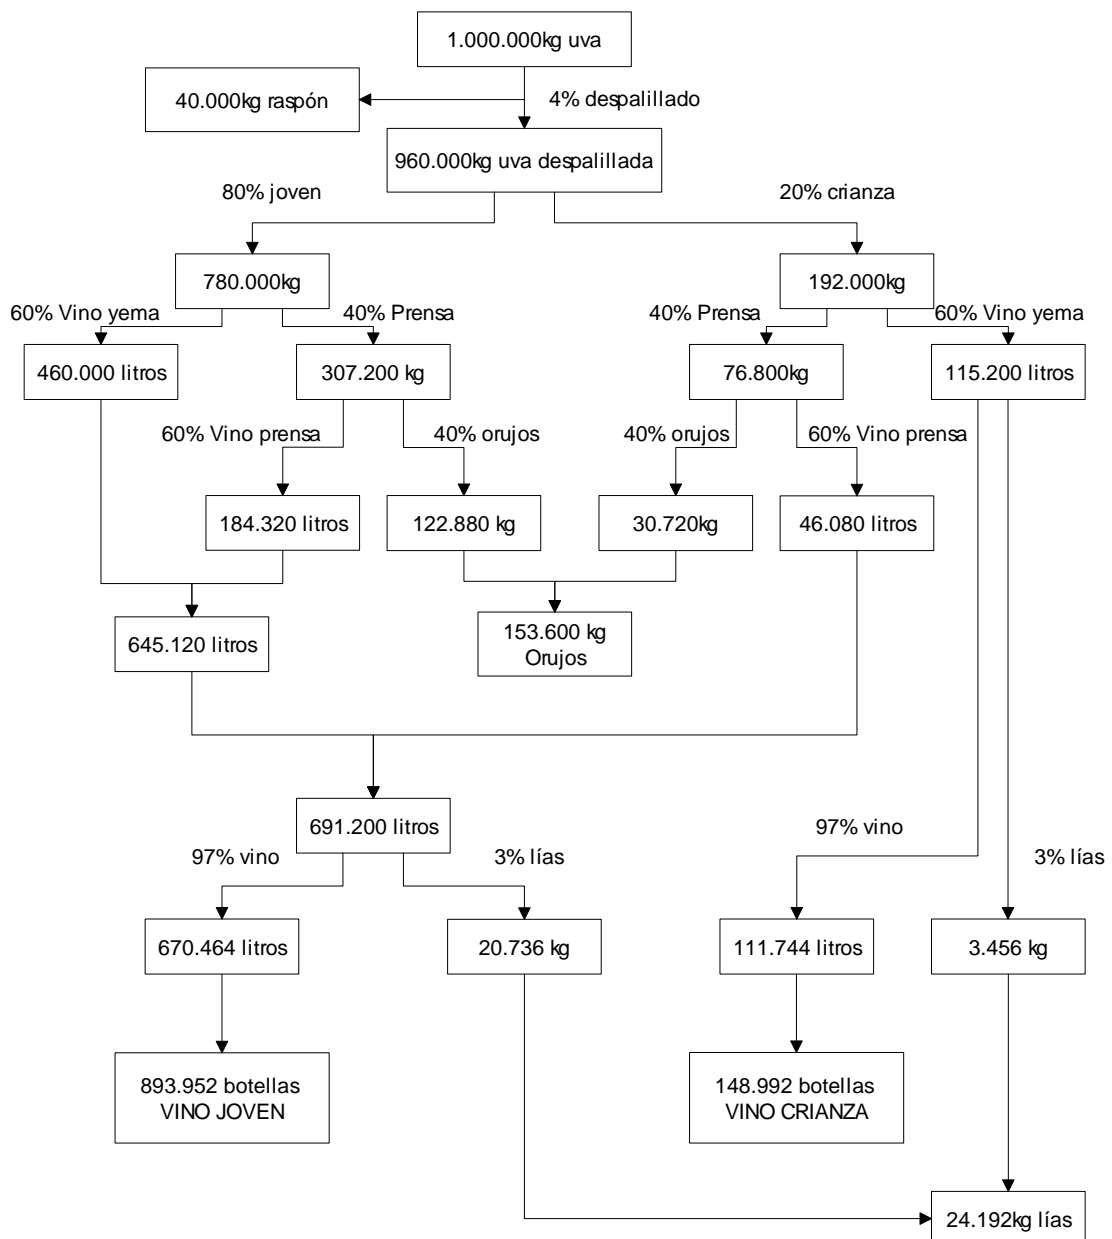 1.000.000kg uva
40.000kg raspón
4% despalillado
960.000kg uva despalillada
80% joven
20% crianza
780.000kg
192.000kg
60% Vino yema
40% Prensa
40% Prensa
60% Vino yema
460.000 litros
307.200 kg
76.800kg
115.200 litros
60% Vino prensa
40% orujos
40% orujos
60% Vino prensa
184.320 litros
122.880 kg
30.720kg
46.080 litros
645.120 litros
153.600 kg
Orujos
691.200 litros
97% vino
3% lías
97% vino
3% lías
670.464 litros
20.736 kg
111.744 litros
3.456 kg
893.952 botellas
VINO JOVEN
148.992 botellas
VINO CRIANZA
24.192kg lías